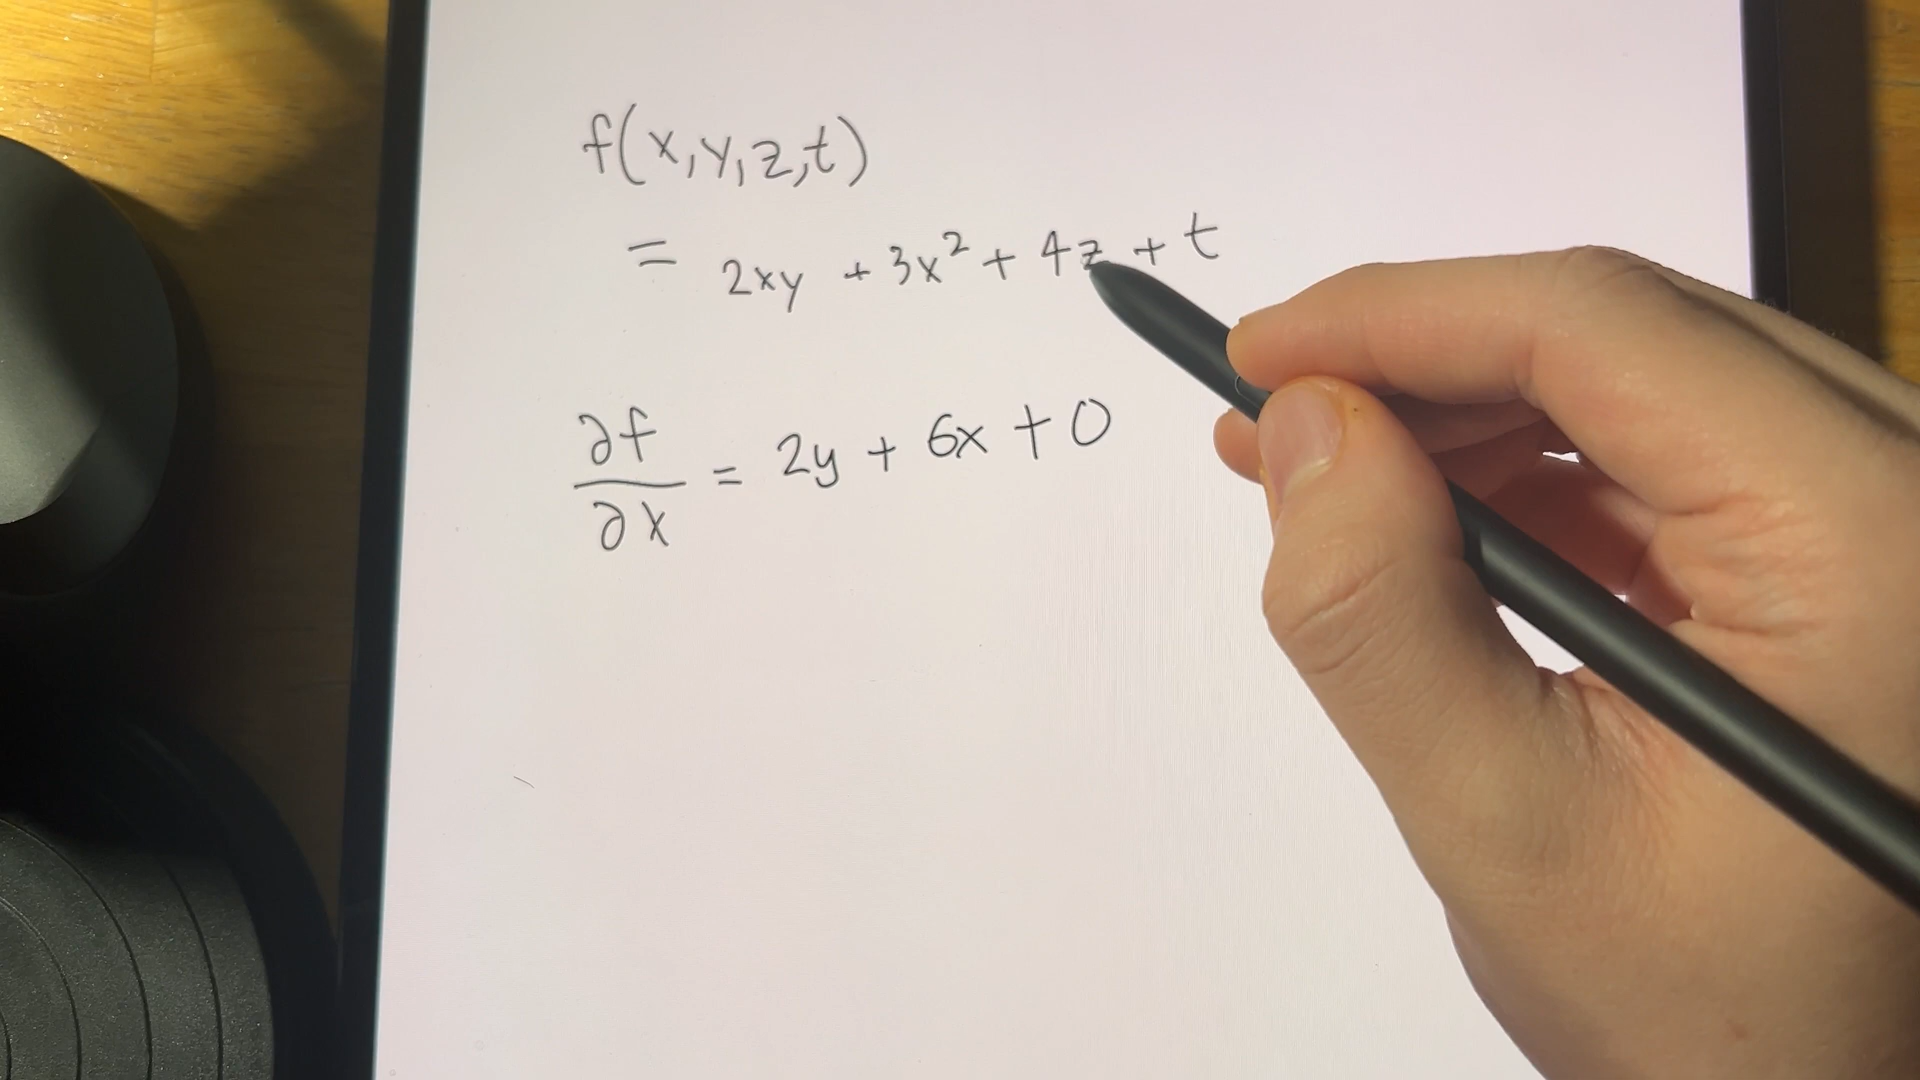 f(x,y,z,t)
= 2xy + 3x² + 4z + t
∂f/∂x = 2y + 6x + 0